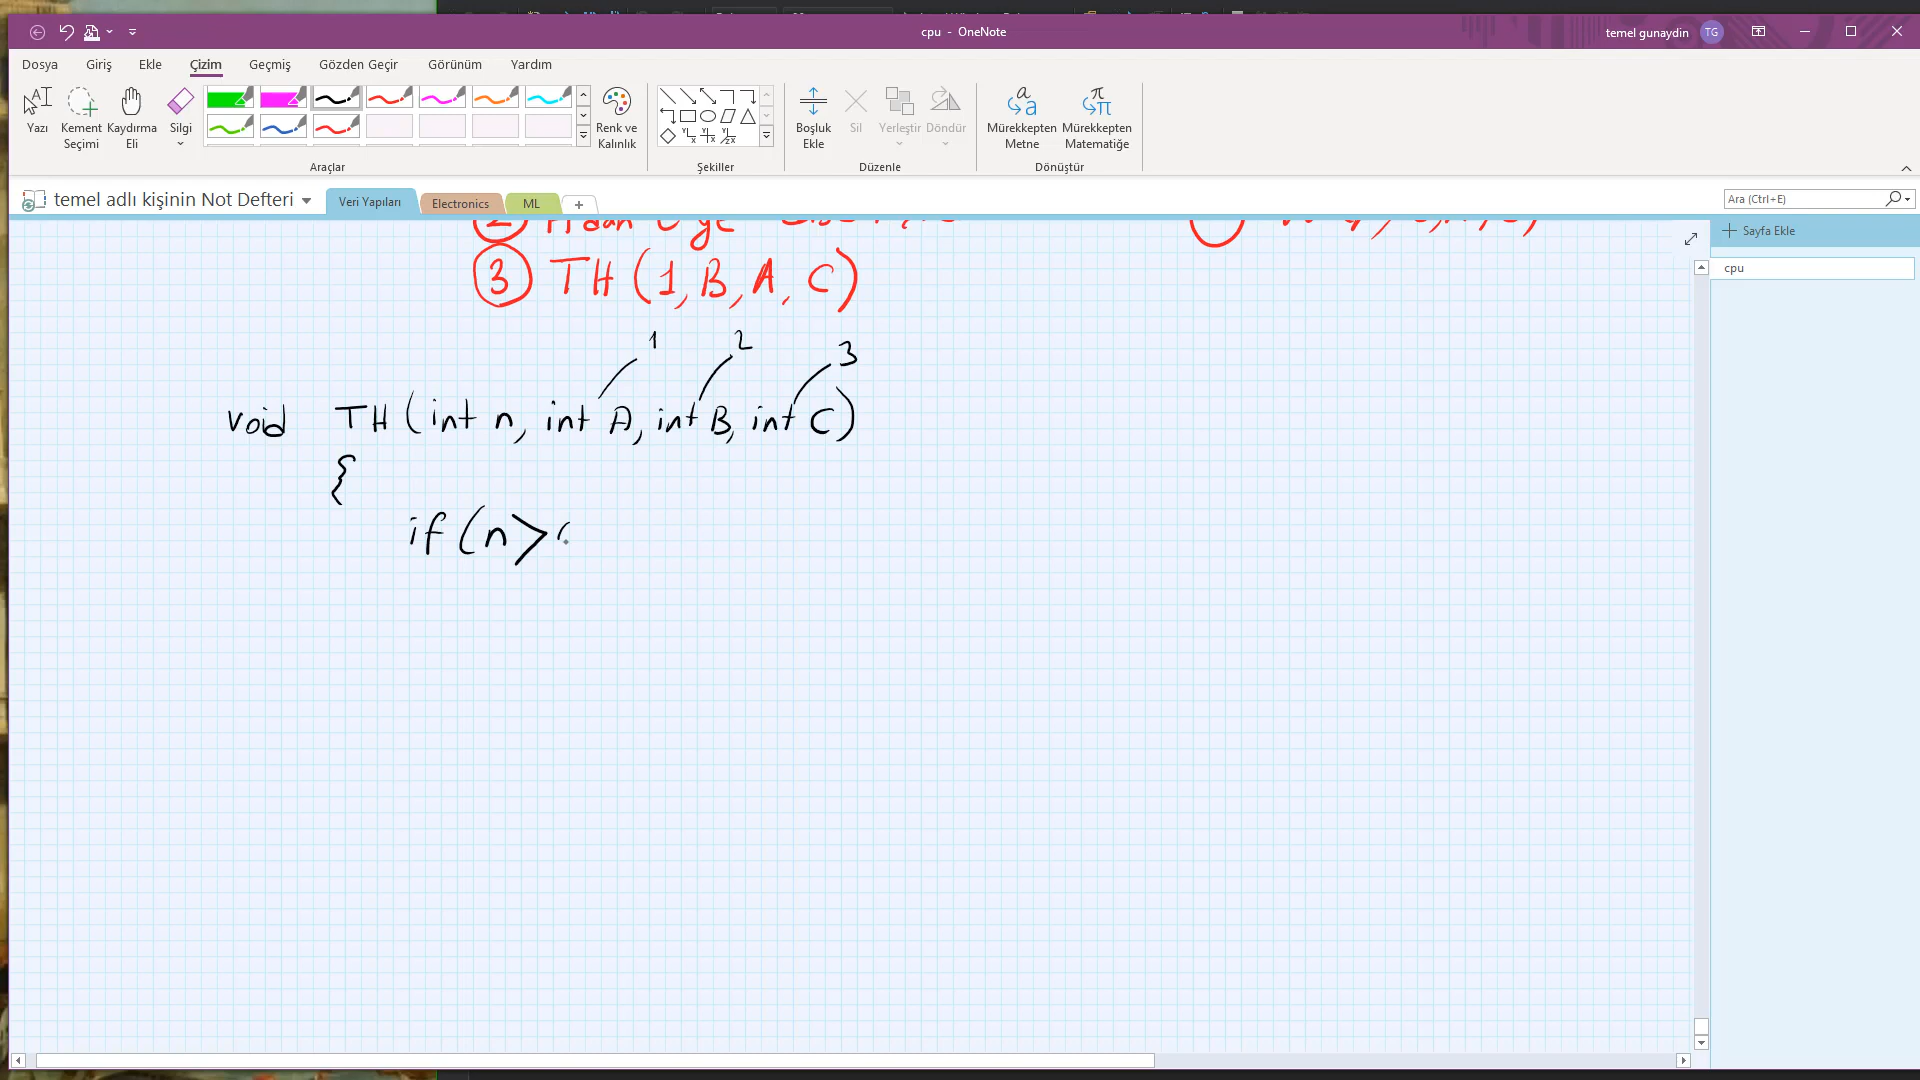 cpu - OneNote
temel gunaydin TG
Dosya Giriş Ekle Çizim Geçmiş Gözden Geçir Görünüm Yardım
Yazı Kement Seçimi Kaydırma Eli Silgi Renk ve Kalınlık Boşluk Ekle Sil Yerleştir Döndür Mürekkepten Metne Mürekkepten Matematiğe
Araçlar Şekiller Düzenle Dönüştür
temel adlı kişinin Not Defteri Veri Yapıları Electronics ML Ara (Ctrl+E)
Sayfa Ekle
cpu
3 TH (1, B, A, C)
1 2 3
void TH (int n, int A, int B, int C)
{
if (n>